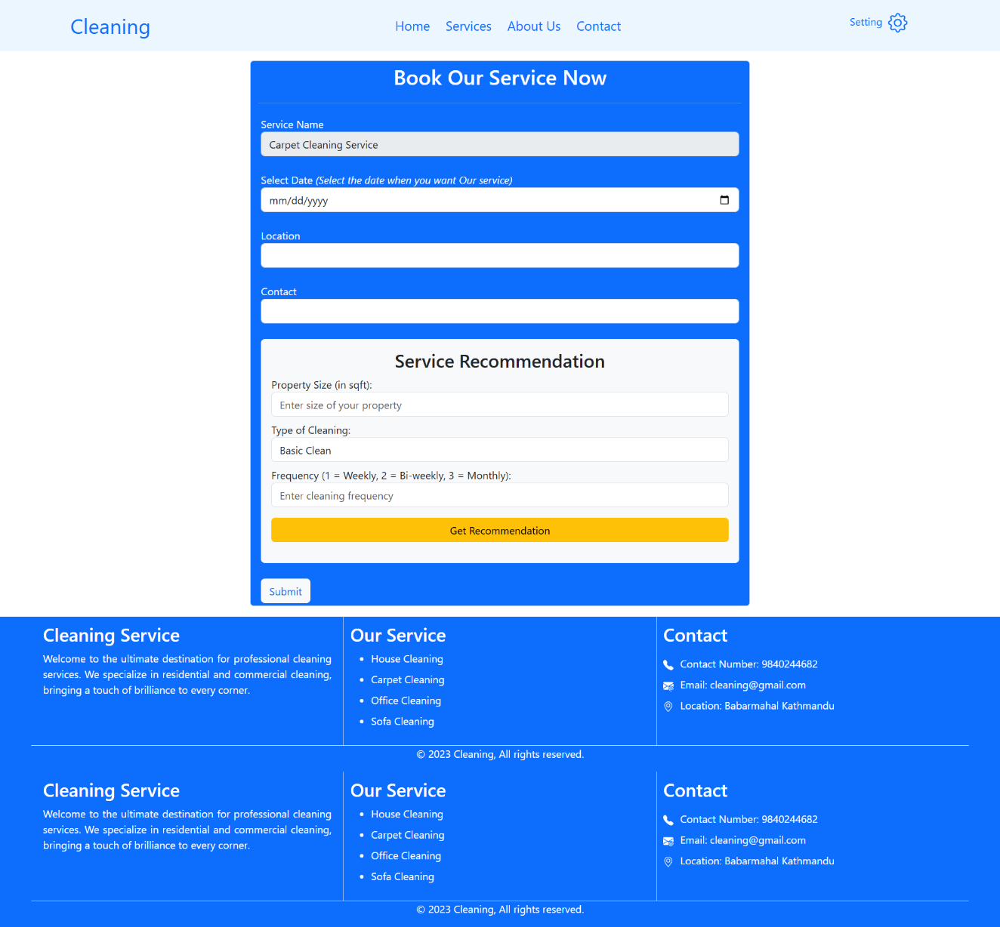 Cleaning
Home Services About Us Contact
Setting
Book Our Service Now
Service Name
Carpet Cleaning Service
Select Date (Select the date when you want Our service)
mm/dd/yyyy
Location
Contact
Service Recommendation
Property Size (in sqft):
Enter size of your property
Type of Cleaning:
Basic Clean
Frequency (1 = Weekly, 2 = Bi-weekly, 3 = Monthly):
Enter cleaning frequency
Get Recommendation
Submit
Cleaning Service
Welcome to the ultimate destination for professional cleaning
services. We specialize in residential and commercial cleaning,
bringing a touch of brilliance to every corner.
Our Service
• House Cleaning
• Carpet Cleaning
• Office Cleaning
• Sofa Cleaning
Contact
Contact Number: 9840244682
Email: cleaning@gmail.com
Location: Babarmahal Kathmandu
© 2023 Cleaning, All rights reserved.
Cleaning Service
Welcome to the ultimate destination for professional cleaning
services. We specialize in residential and commercial cleaning,
bringing a touch of brilliance to every corner.
Our Service
• House Cleaning
• Carpet Cleaning
• Office Cleaning
• Sofa Cleaning
Contact
Contact Number: 9840244682
Email: cleaning@gmail.com
Location: Babarmahal Kathmandu
© 2023 Cleaning, All rights reserved.